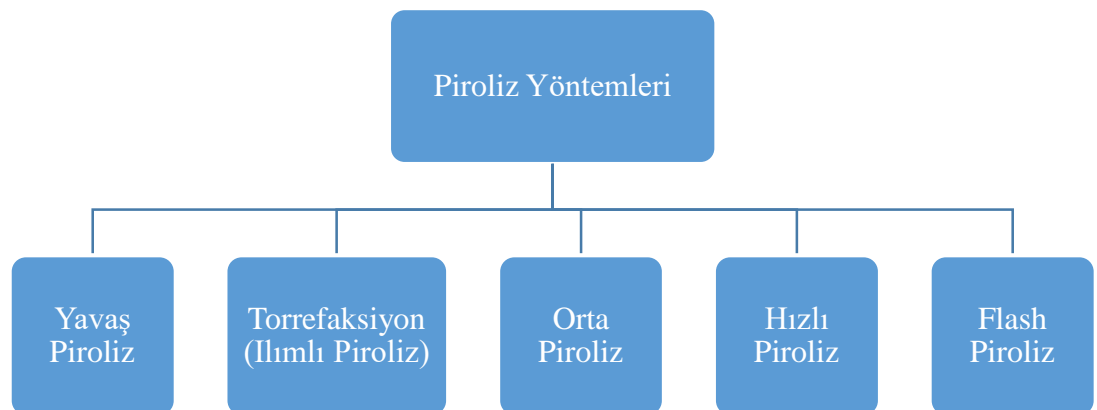 Piroliz Yöntemleri
Yavaş
Piroliz
Torrefaksiyon
(Ilımlı Piroliz)
Orta
Piroliz
Hızlı
Piroliz
Flash
Piroliz